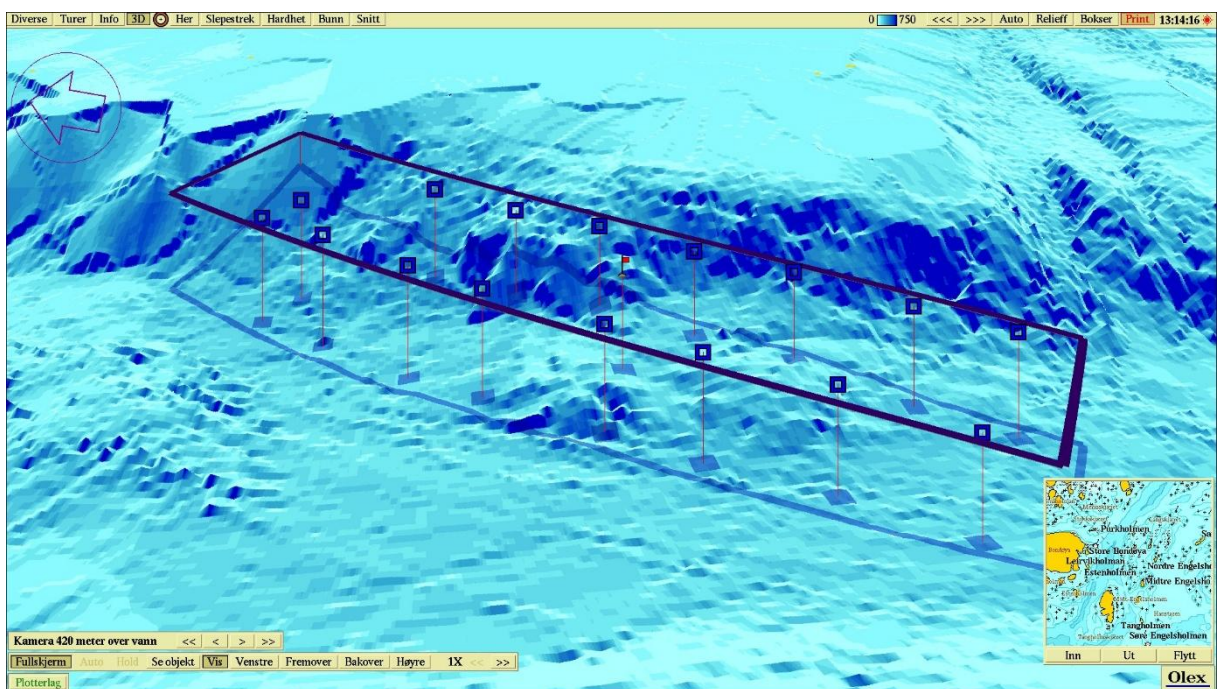 Diverse Turer Info 3D Her Slepestrek Hardhet Bunn Snitt 0 750 <<< >>> Auto Relieff Bokser Print 13:14:16
Purkholmen
Store Bondøya
Leirvikholman
Estenholmen
Nordre Engelsh
Midtre Engelsho
Tangholmen
Søre Engelsholmen
Kamera 420 meter over vann << < > >>
Inn Ut Flytt
Fullskjerm Auto Hold Se objekt Vis Venstre Fremover Bakover Høyre 1X << >>
Plotterlag
Olex